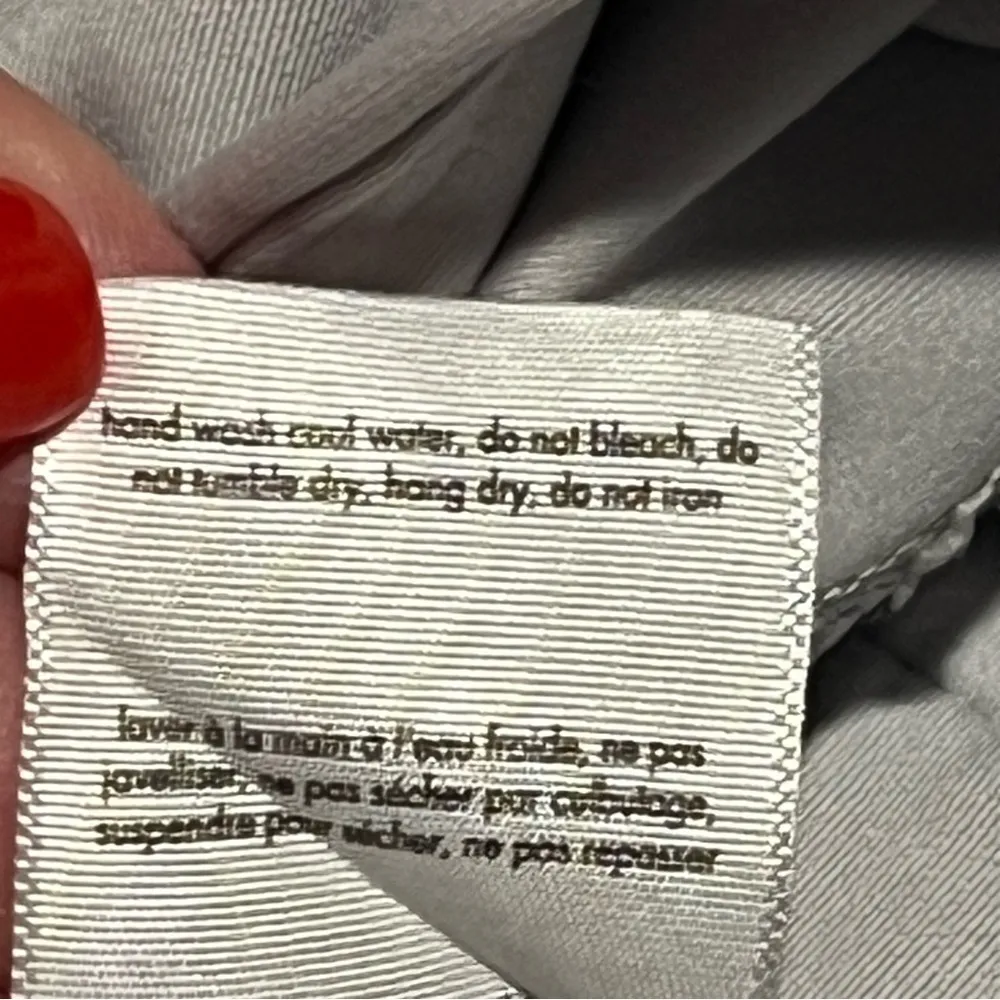 hand wash cool water, do not bleach, do
not tumble dry, hang dry, do not iron
laver à la main à l'eau froide, ne pas
javelliser, ne pas sécher par culbutage,
suspendre pour sécher, ne pas repasser